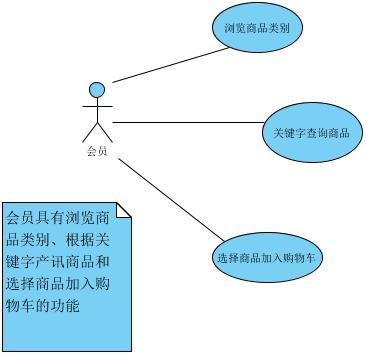 浏览商品类别
关键字查询商品
会员
选择商品加入购物车
会员具有浏览商
品类别、根据关
键字产讯商品和
选择商品加入购
物车的功能